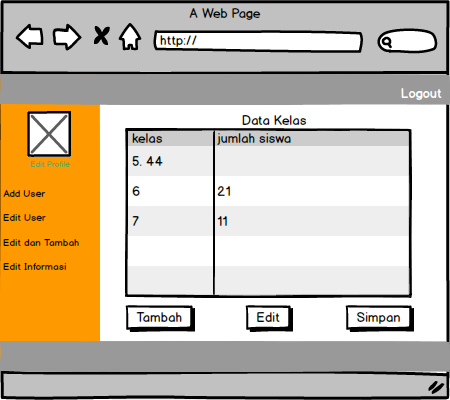 A Web Page
http://
Logout
Edit Profile
Add User
Edit User
Edit dan Tambah
Edit Informasi
Data Kelas
kelas jumlah siswa
5. 44
6 21
7 11
Tambah Edit Simpan